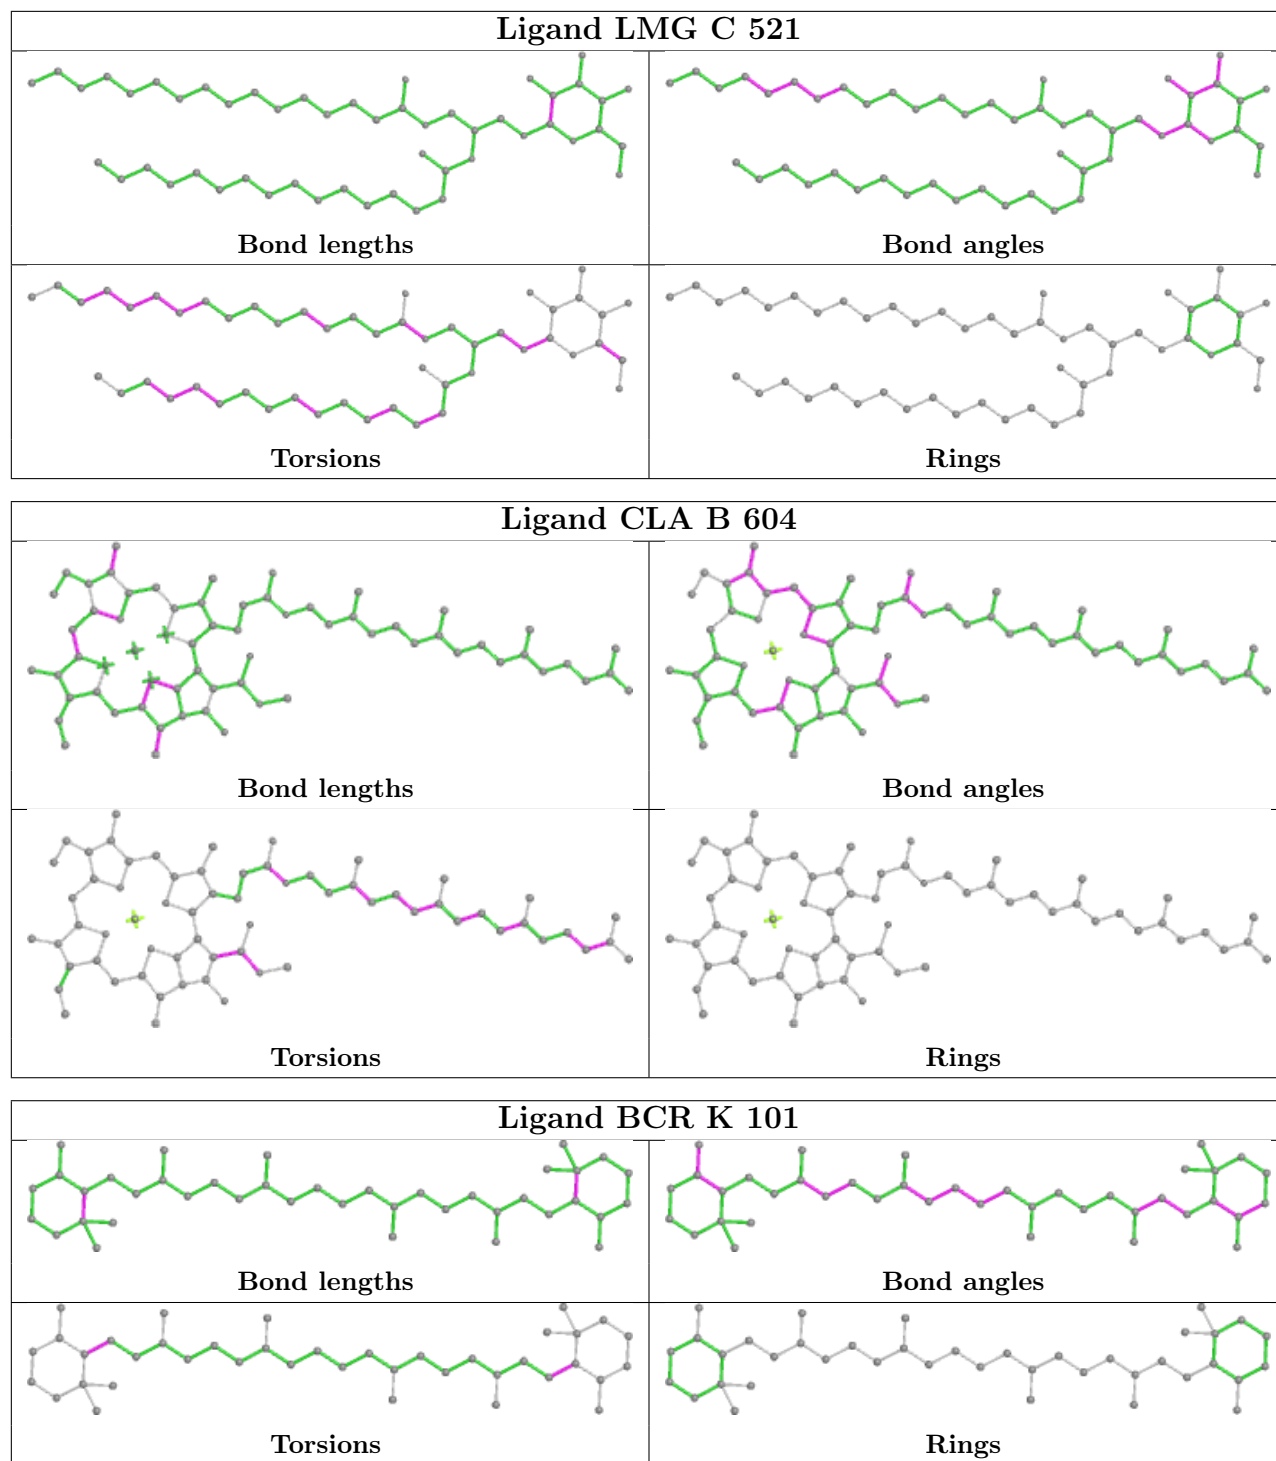 Ligand LMG C 521
Bond lengths
Bond angles
Torsions
Rings
Ligand CLA B 604
Bond lengths
Bond angles
Torsions
Rings
Ligand BCR K 101
Bond lengths
Bond angles
Torsions
Rings